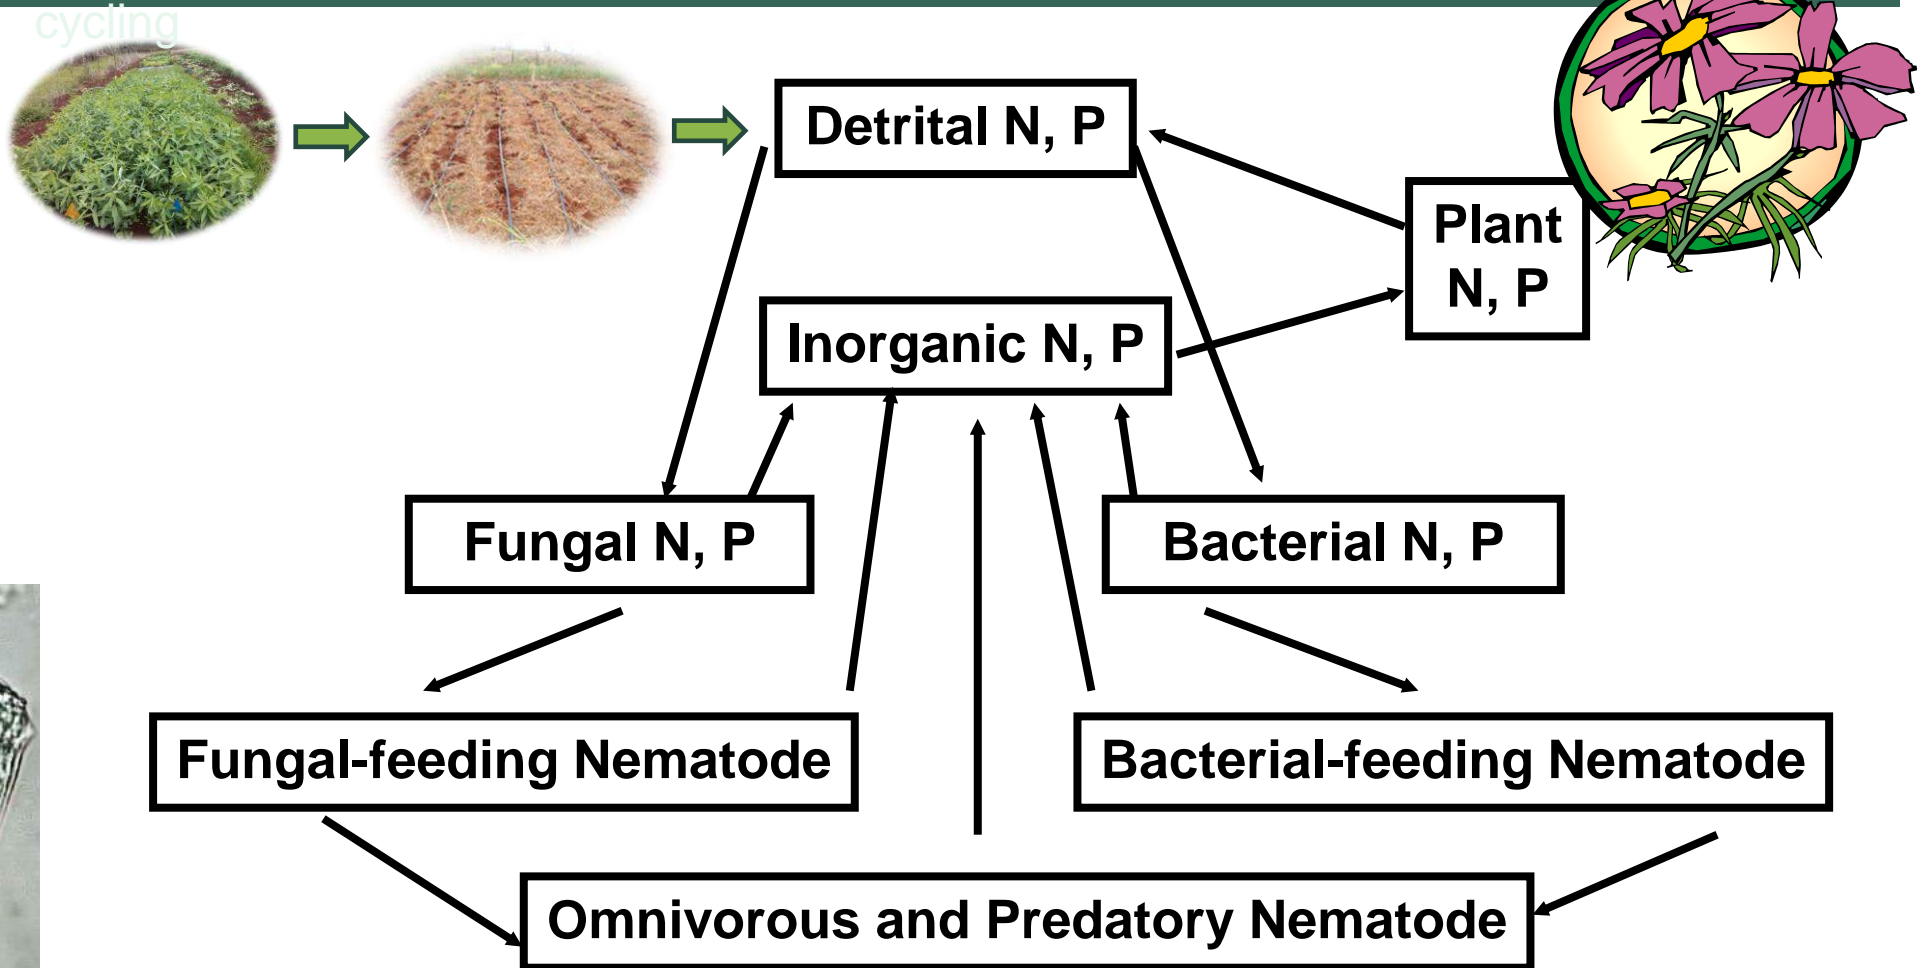 cycling
Detrital N, P
Plant
N, P
Inorganic N, P
Fungal N, P
Bacterial N, P
Fungal-feeding Nematode
Bacterial-feeding Nematode
Omnivorous and Predatory Nematode